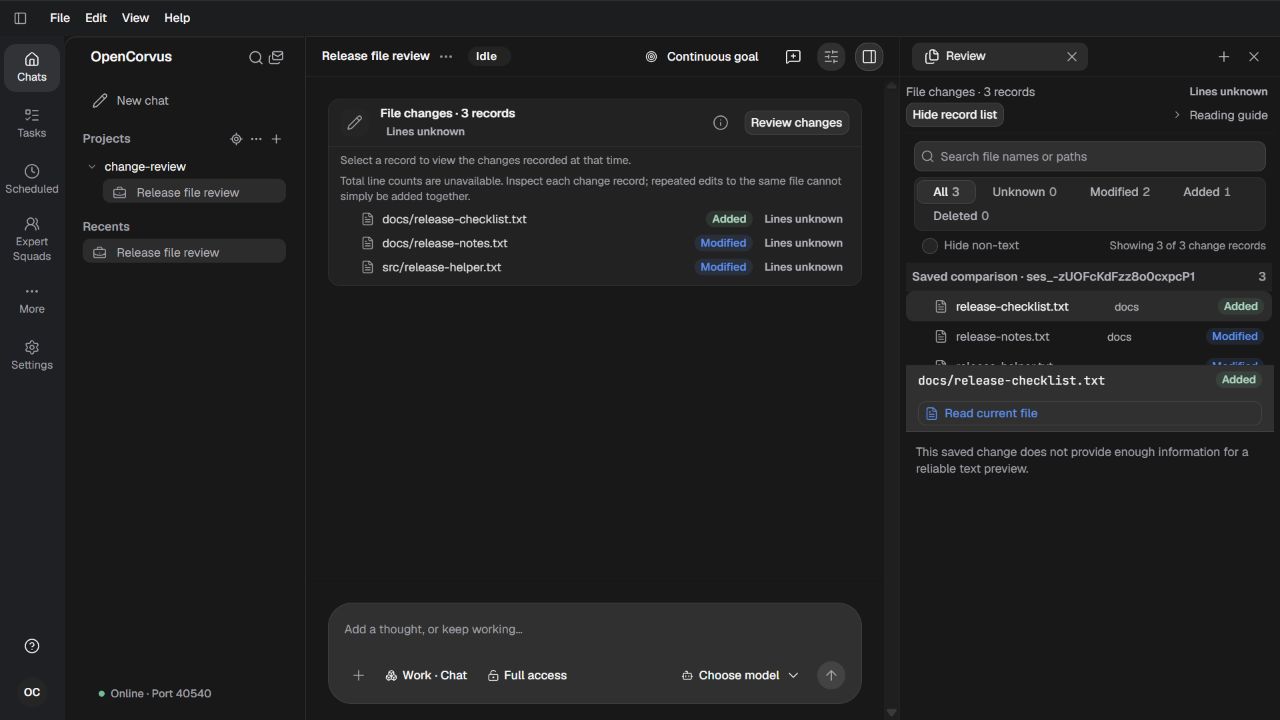 File Edit View Help
Chats
Tasks
Scheduled
Expert
Squads
More
Settings
OC
OpenCorvus
New chat
Projects
change-review
Release file review
Recents
Release file review
Online · Port 40540
Release file review
Idle
Continuous goal
File changes · 3 records
Lines unknown
Review changes
Select a record to view the changes recorded at that time.
Total line counts are unavailable. Inspect each change record; repeated edits to the same file cannot
simply be added together.
docs/release-checklist.txt Added Lines unknown
docs/release-notes.txt Modified Lines unknown
src/release-helper.txt Modified Lines unknown
Add a thought, or keep working...
Work · Chat Full access Choose model
Review
File changes · 3 records Lines unknown
Hide record list Reading guide
Search file names or paths
All 3 Unknown 0 Modified 2 Added 1
Deleted 0
Hide non-text Showing 3 of 3 change records
Saved comparison · ses_-zUOFcKdFzz8o0cxpcP1 3
release-checklist.txt docs Added
release-notes.txt docs Modified
release-helper.txt Modified
docs/release-checklist.txt Added
Read current file
This saved change does not provide enough information for a
reliable text preview.